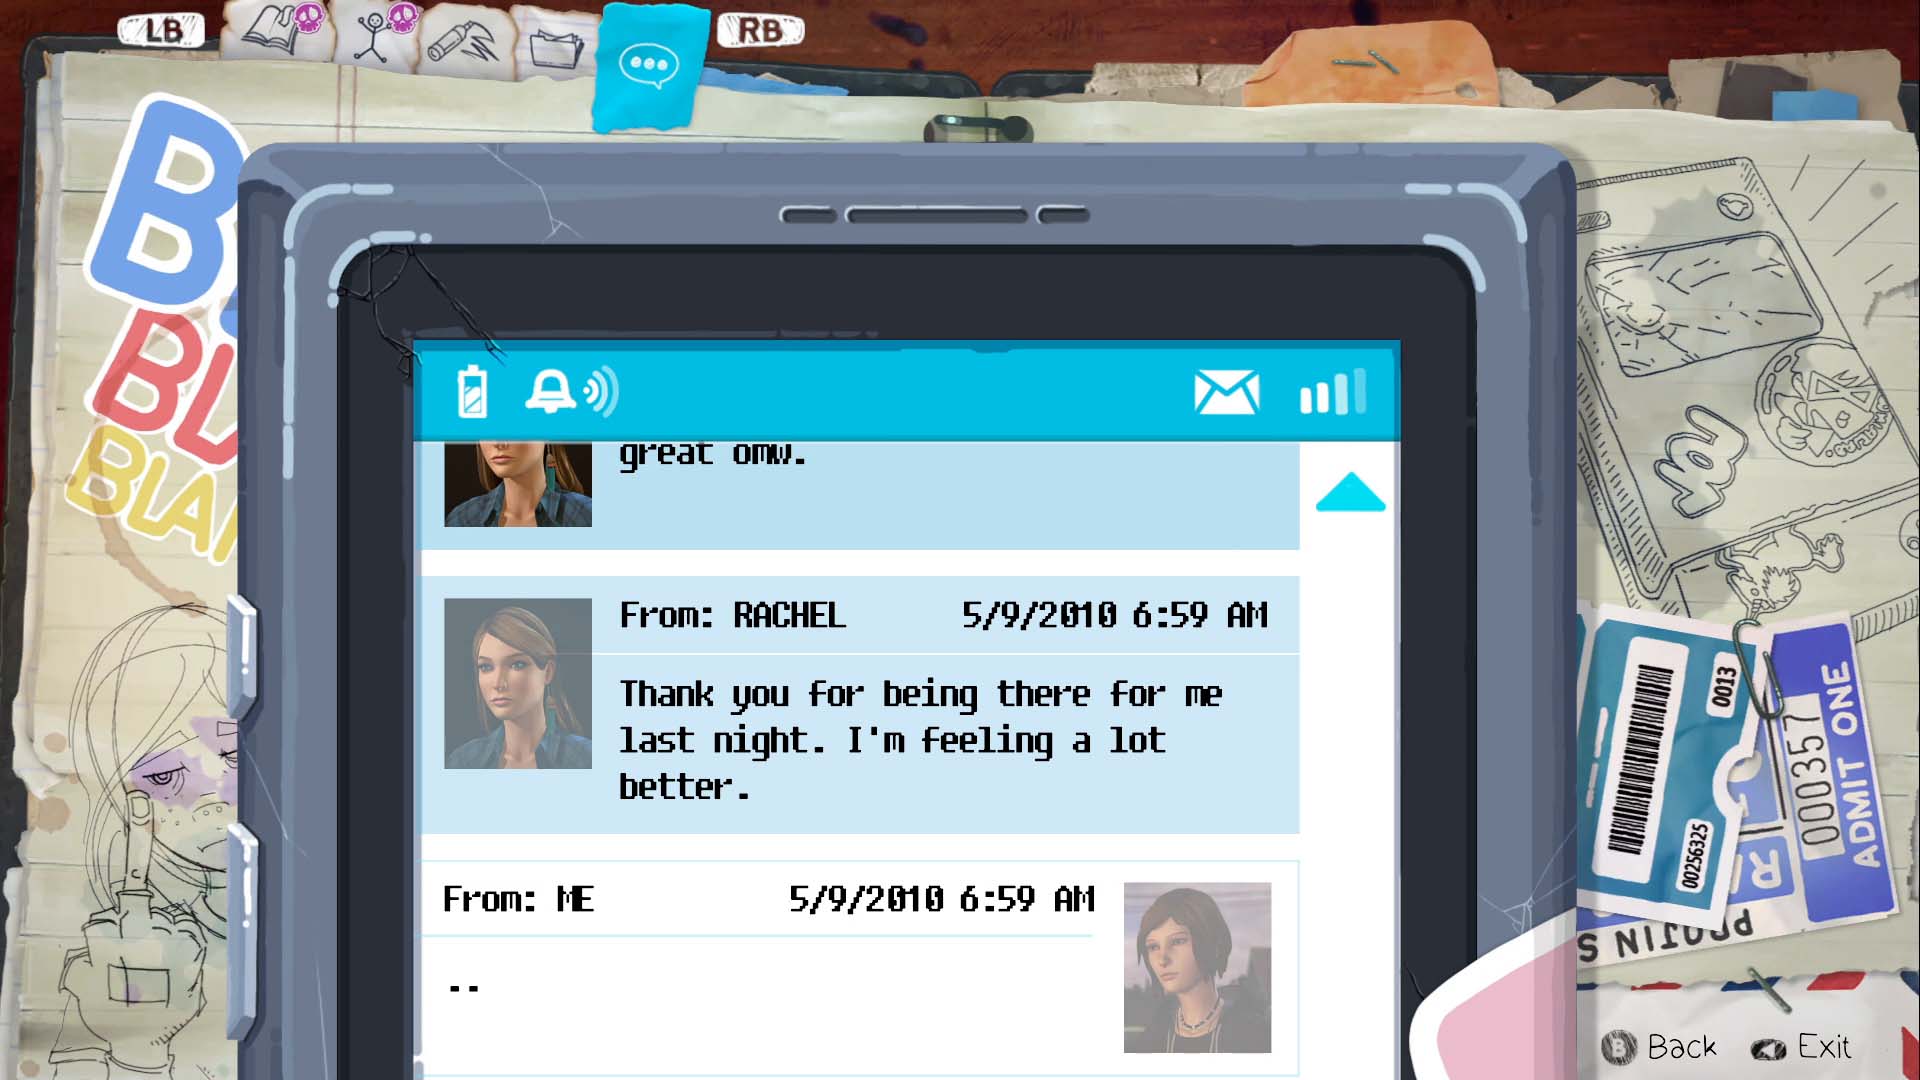 LB
RB
great omw.
From: RACHEL 5/9/2010 6:59 AM
Thank you for being there for me
last night. I'm feeling a lot
better.
From: ME 5/9/2010 6:59 AM
..
0013
00256325
000357
ADMIT ONE
B Back
Exit